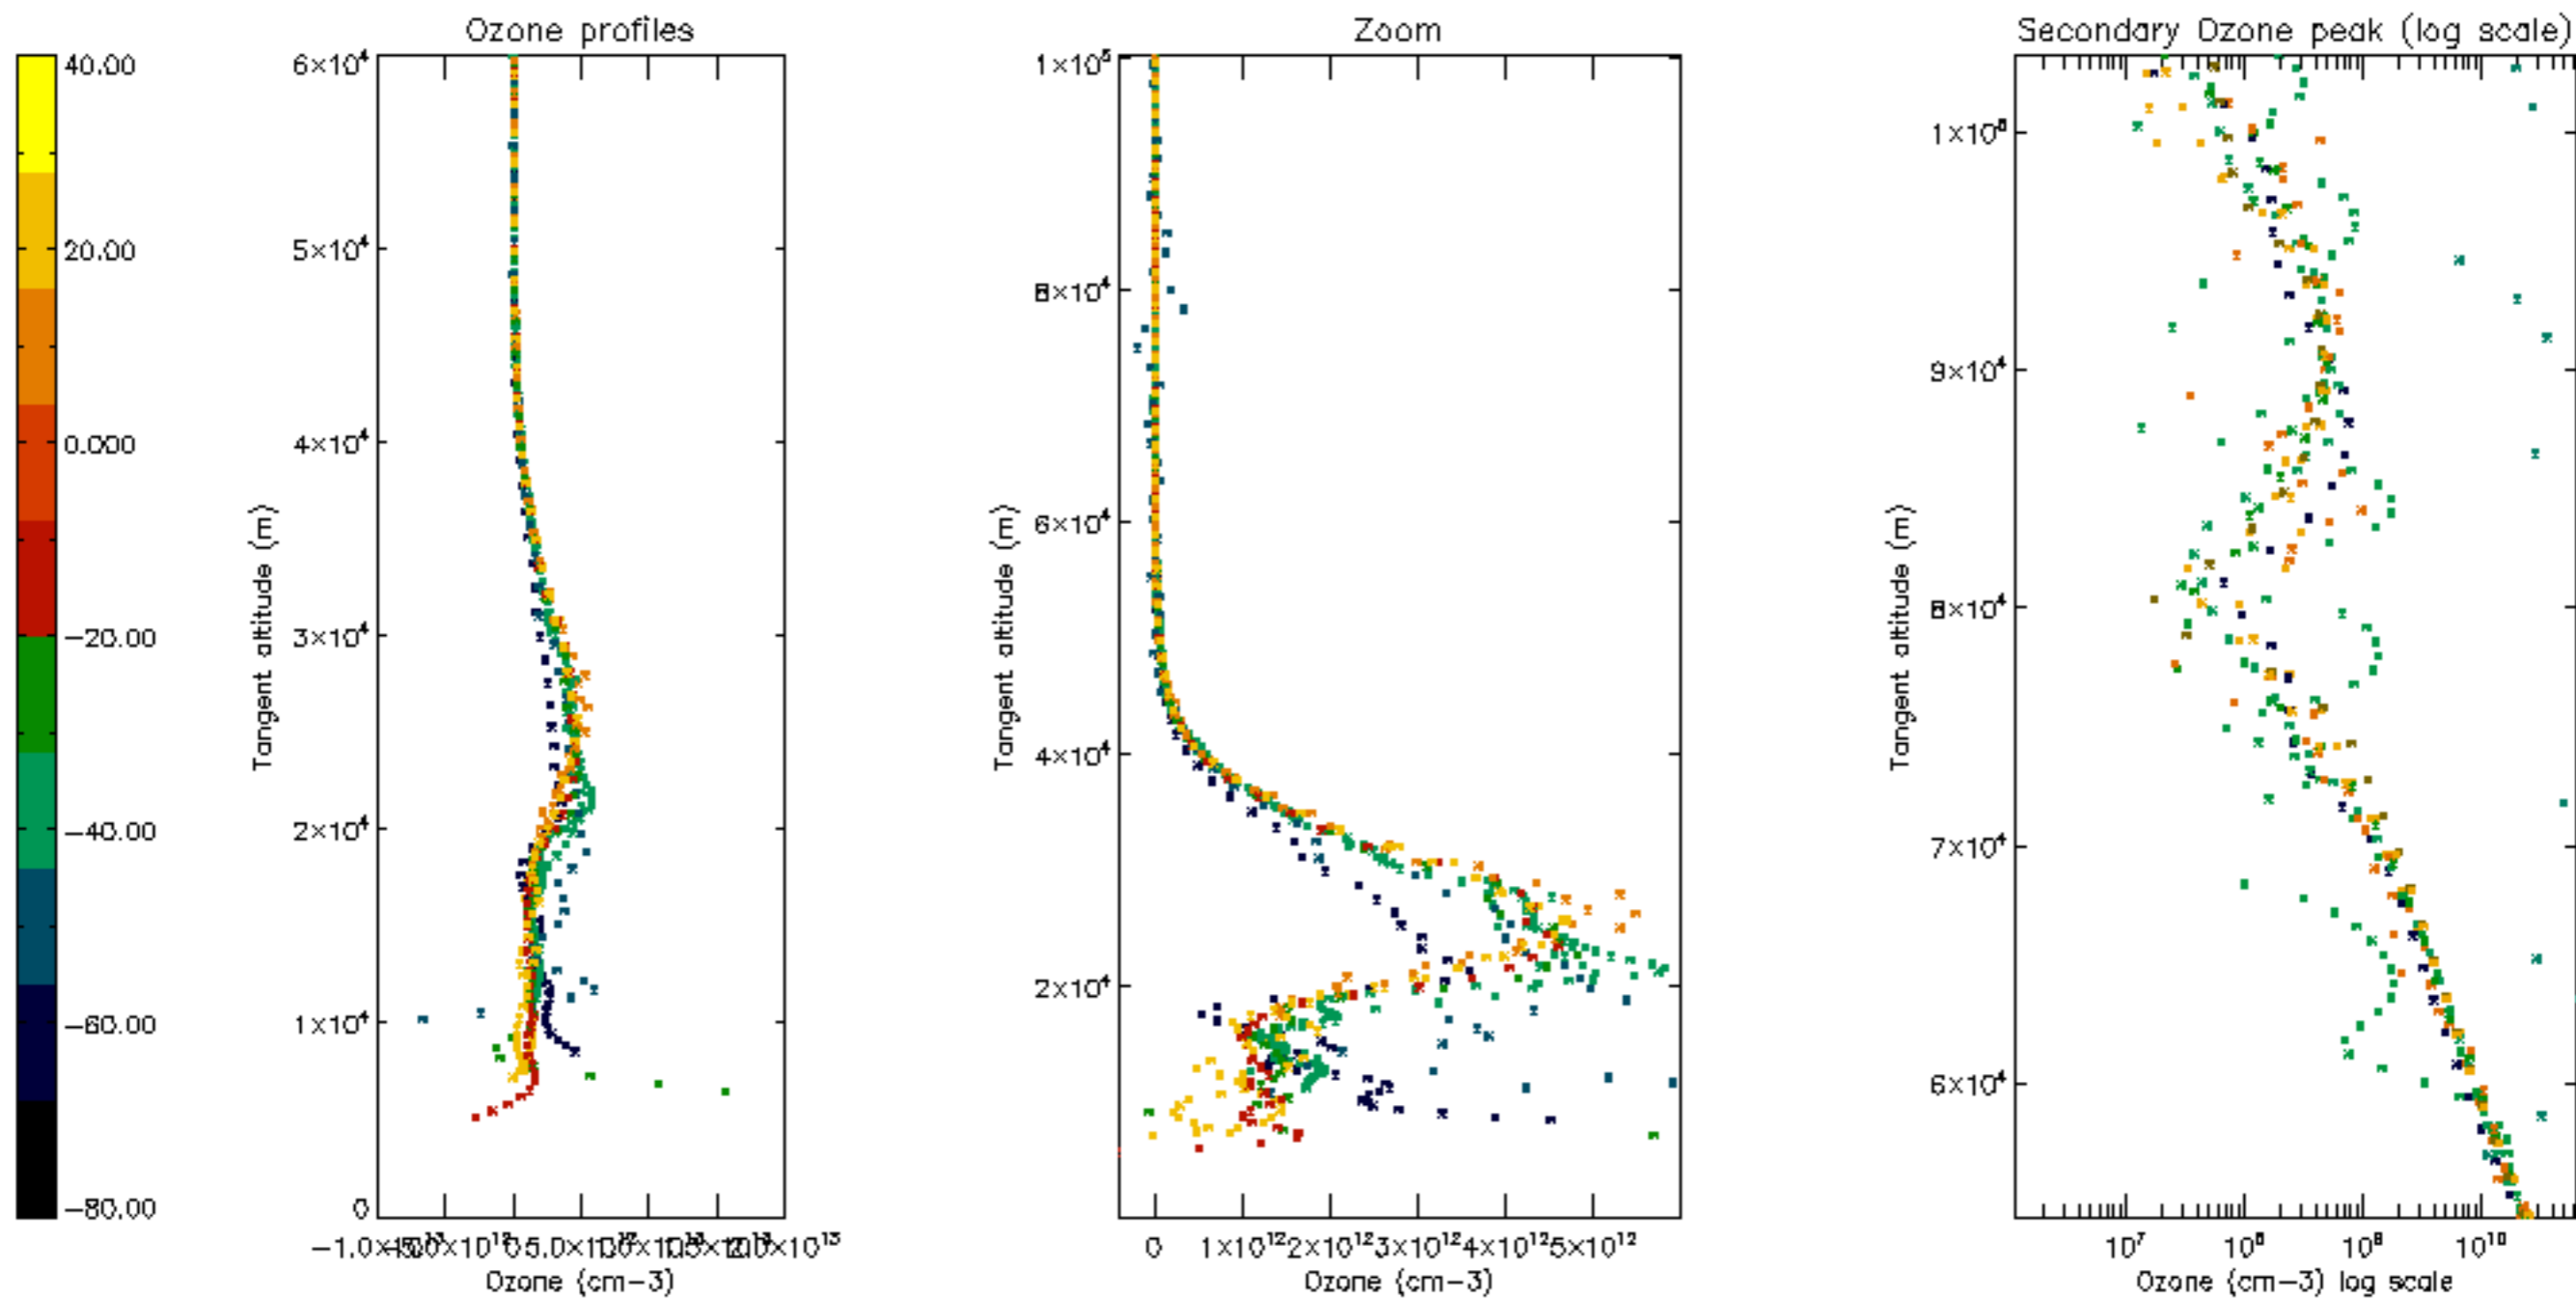 Ozone profiles
Zoom
Secondary Ozone peak (log scale)
40.00
20.00
0.000
-20.00
-40.00
-60.00
-80.00
6×10⁴
5×10⁴
4×10⁴
3×10⁴
2×10⁴
1×10⁴
0
Tangent altitude (m)
Ozone (cm-3)
1×10⁵
8×10⁴
6×10⁴
4×10⁴
2×10⁴
Tangent altitude (m)
0 1×10¹² 2×10¹² 3×10¹² 4×10¹² 5×10¹²
Ozone (cm-3)
9×10⁴
8×10⁴
7×10⁴
6×10⁴
Tangent altitude (m)
10⁷ 10⁸ 10⁹ 10¹⁰
Ozone (cm-3) log scale